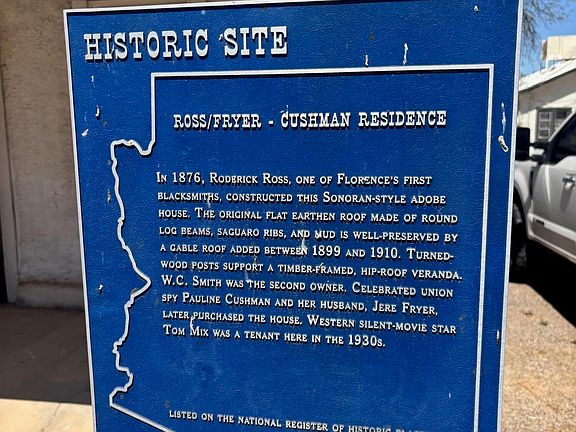 HISTORIC SITE
ROSS/FRYER - CUSHMAN RESIDENCE
IN 1876, RODERICK ROSS, ONE OF FLORENCE'S FIRST
BLACKSMITHS, CONSTRUCTED THIS SONORAN-STYLE ADOBE
HOUSE. THE ORIGINAL FLAT EARTHEN ROOF MADE OF ROUND
LOG BEAMS, SAGUARO RIBS, AND MUD IS WELL-PRESERVED BY
A GABLE ROOF ADDED BETWEEN 1899 AND 1910. TURNED-
WOOD POSTS SUPPORT A TIMBER-FRAMED, HIP-ROOF VERANDA.
W.C. SMITH WAS THE SECOND OWNER. CELEBRATED UNION
SPY PAULINE CUSHMAN AND HER HUSBAND, JERE FRYER,
LATER PURCHASED THE HOUSE. WESTERN SILENT-MOVIE STAR
TOM MIX WAS A TENANT HERE IN THE 1930S.
LISTED ON THE NATIONAL REGISTER OF HISTORIC